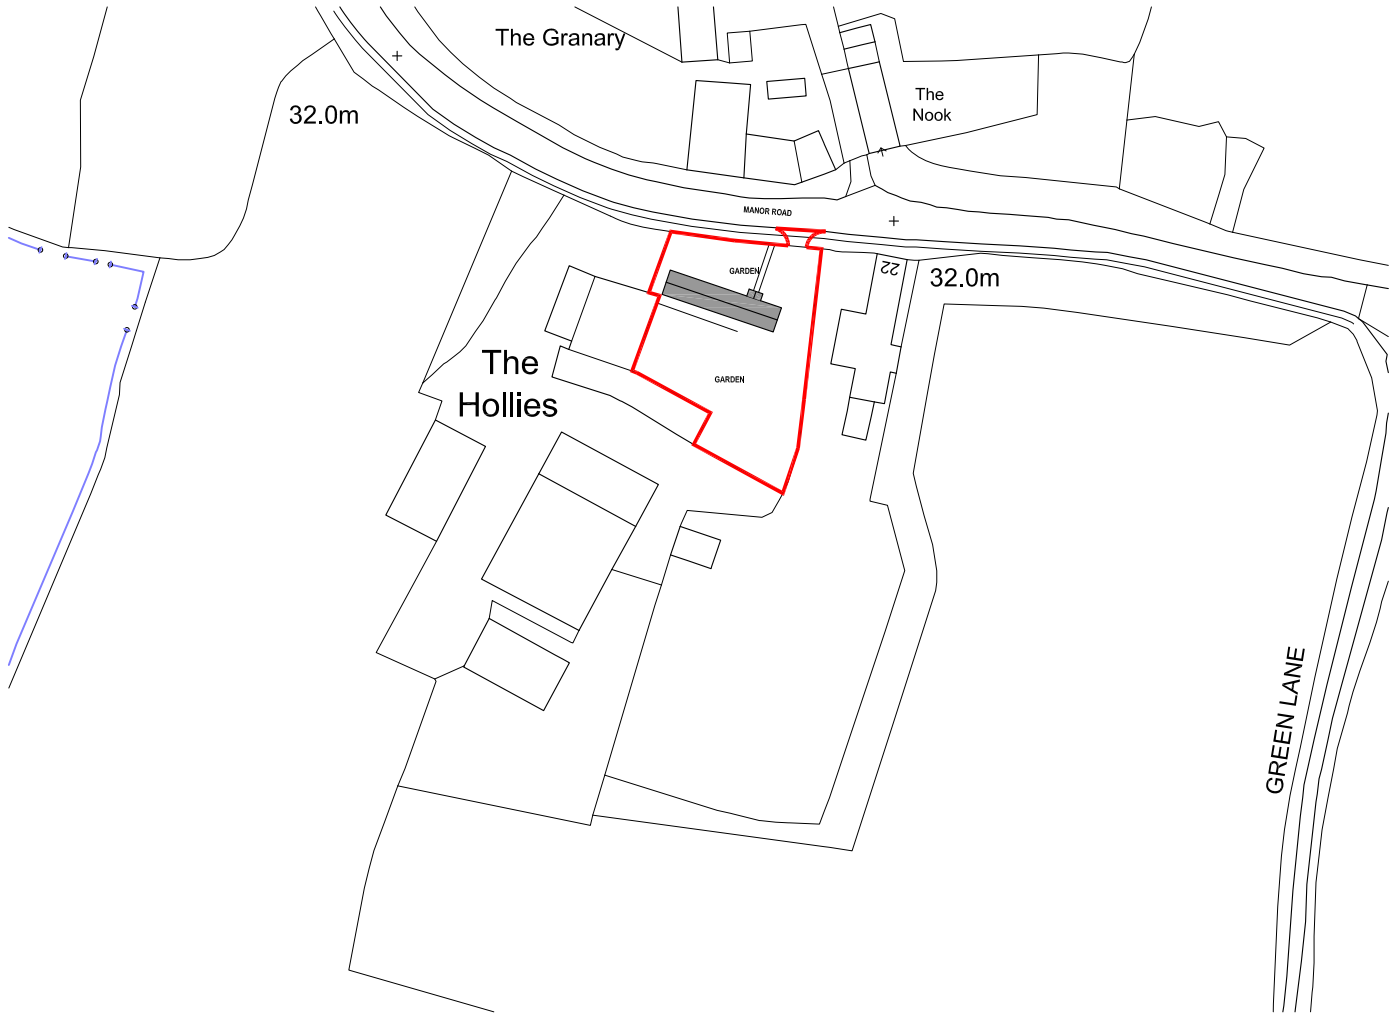 The Granary
The
Nook
32.0m
MANOR ROAD
GARDEN
22
32.0m
The
Hollies
GARDEN
GREEN LANE